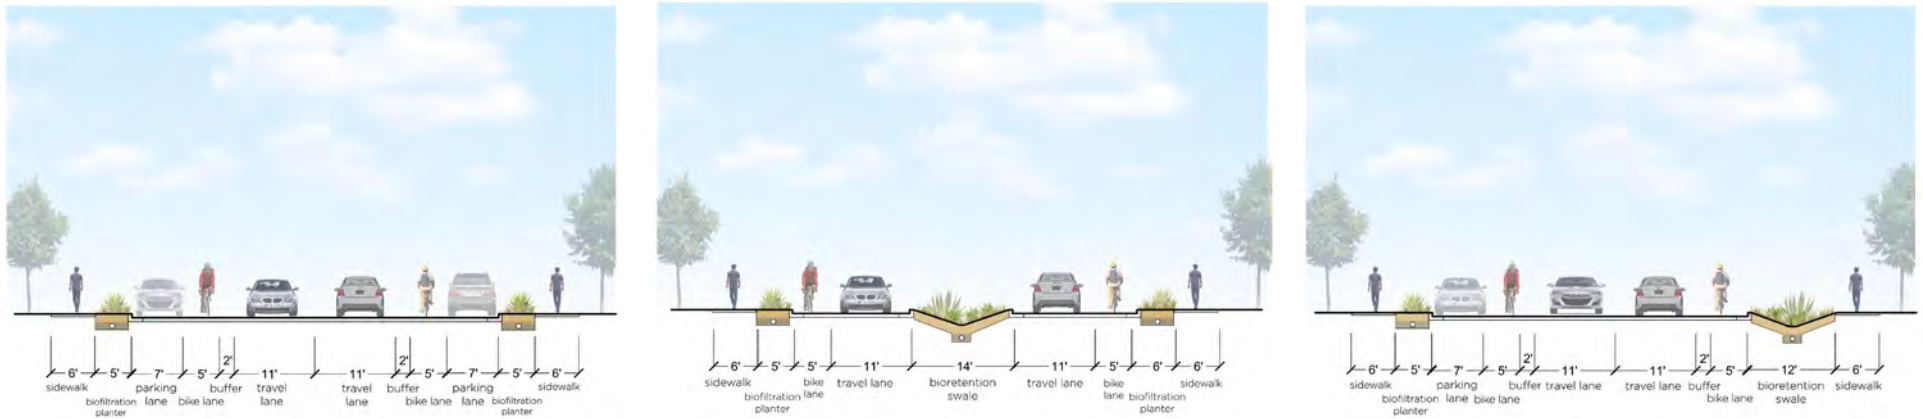 6' 5' 7' 5' 2' 11' 11' 2' 5' 7' 5' 6'
sidewalk biofiltration planter parking lane bike lane buffer travel lane travel lane buffer bike lane parking lane biofiltration planter sidewalk
6' 5' 5' 11' 14' 11' 5' 6' 6'
sidewalk biofiltration planter bike lane travel lane bioretention swale travel lane bike lane biofiltration planter sidewalk
6' 5' 7' 5' 2' 11' 11' 2' 5' 12' 6'
sidewalk biofiltration planter parking lane bike lane buffer travel lane travel lane buffer bike lane bioretention swale sidewalk